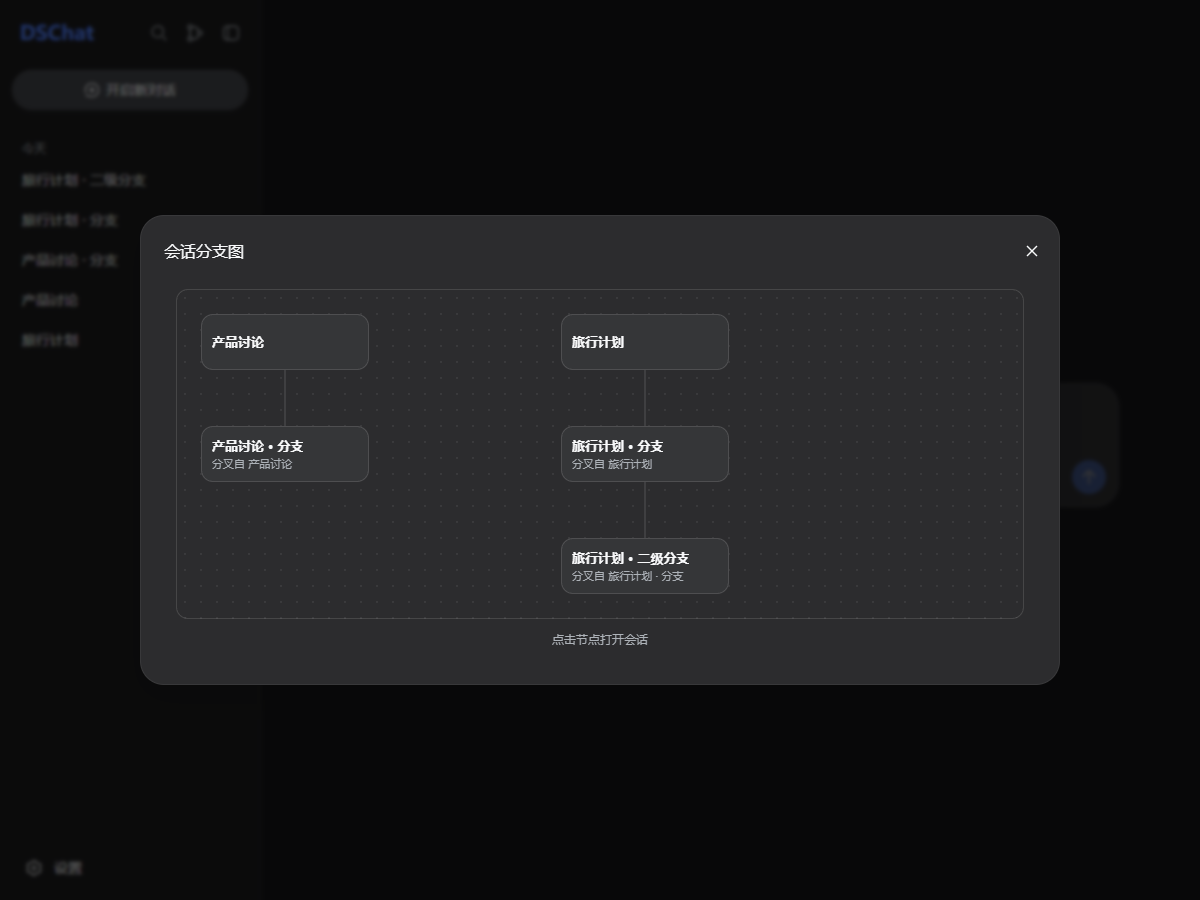 DSChat
开启新对话
今天
旅行计划 · 二级分支
旅行计划 · 分支
产品讨论 · 分支
产品讨论
旅行计划
会话分支图
产品讨论
旅行计划
产品讨论 • 分支
分叉自 产品讨论
旅行计划 • 分支
分叉自 旅行计划
旅行计划 • 二级分支
分叉自 旅行计划 · 分支
点击节点打开会话
设置